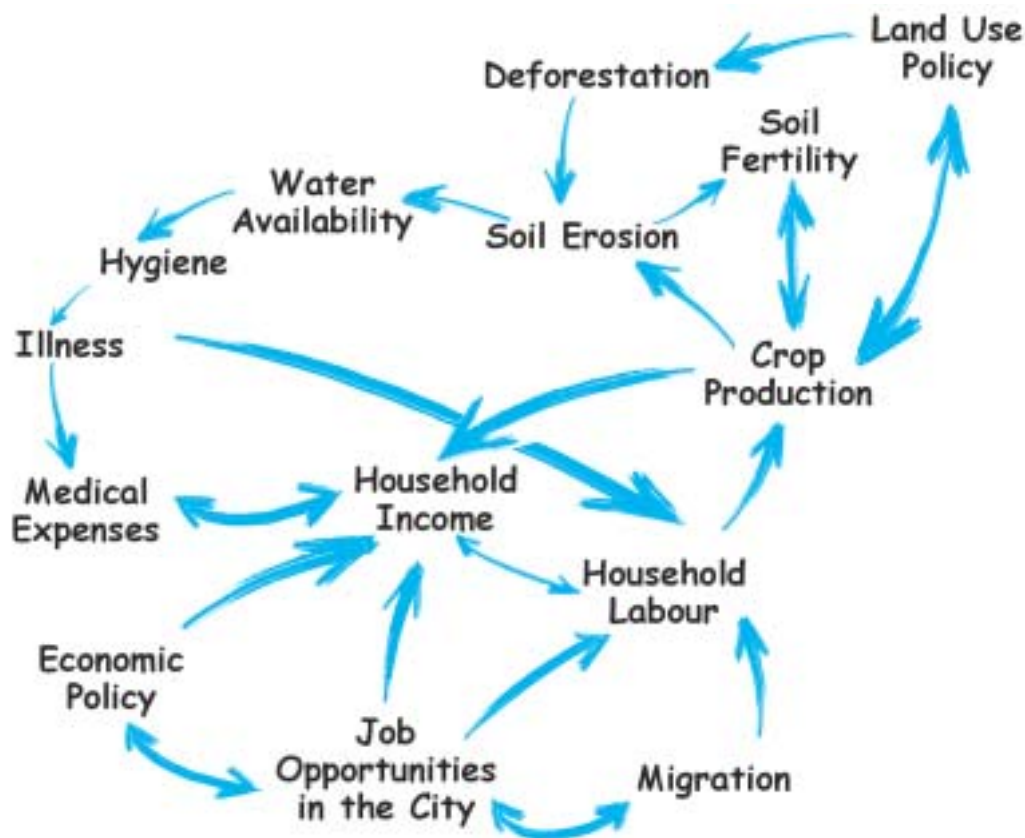 Land Use
Policy
Deforestation
Soil
Fertility
Water
Availability
Soil Erosion
Hygiene
Illness
Crop
Production
Medical
Expenses
Household
Income
Household
Labour
Economic
Policy
Job
Opportunities
in the City
Migration